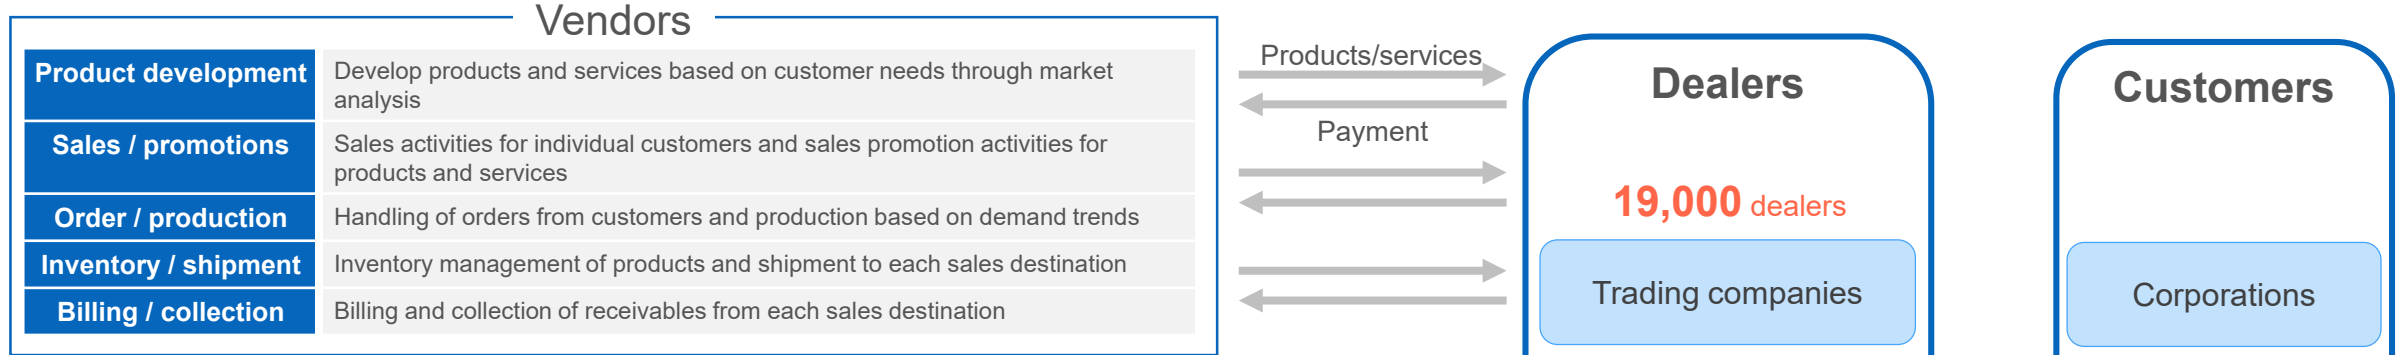 Vendors
Product development
Develop products and services based on customer needs through market
analysis
Sales / promotions
Sales activities for individual customers and sales promotion activities for
products and services
Order / production
Handling of orders from customers and production based on demand trends
Inventory / shipment
Inventory management of products and shipment to each sales destination
Billing / collection
Billing and collection of receivables from each sales destination
Products/services
Payment
Dealers
19,000 dealers
Trading companies
Customers
Corporations